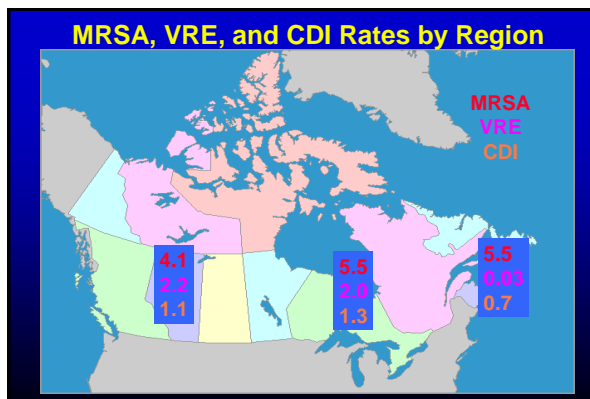 MRSA, VRE, and CDI Rates by Region
MRSA
VRE
CDI
4.1
2.2
1.1
5.5
2.0
1.3
5.5
0.03
0.7